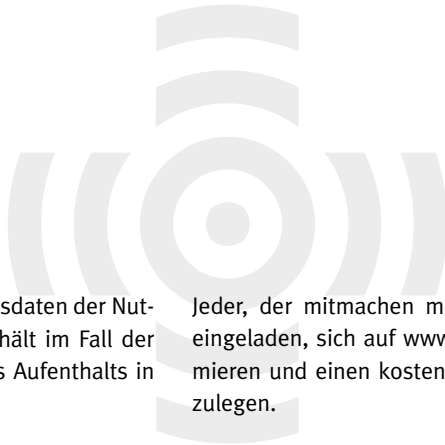 sdaten der Nut-
hält im Fall der
s Aufenthalts in
Jeder, der mitmachen m
eingeladen, sich auf www
mieren und einen kosten
zulegen.